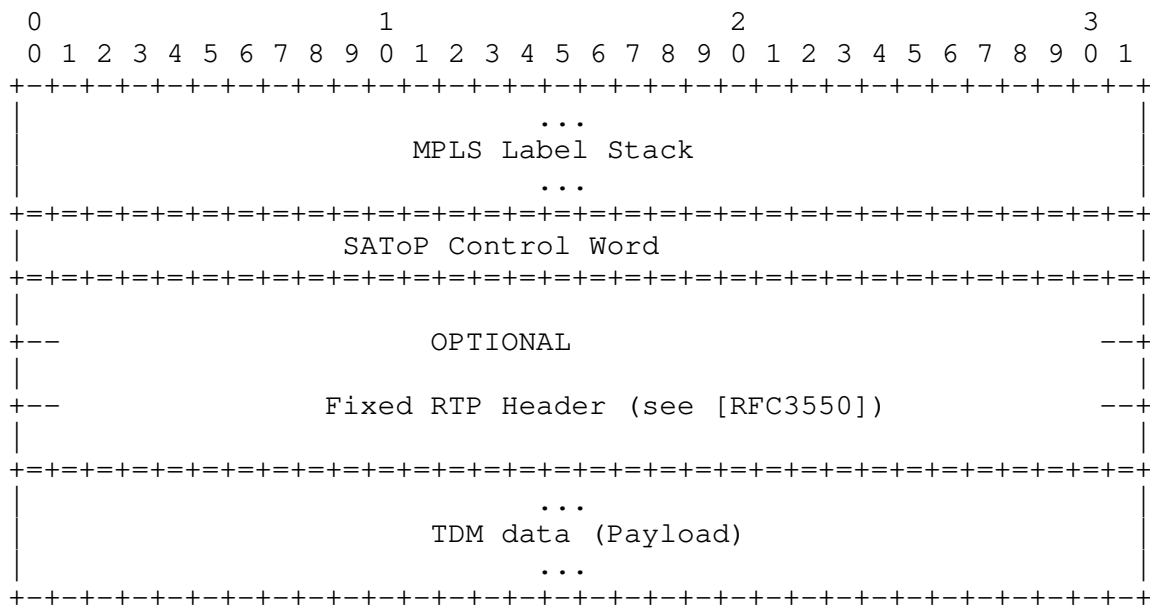 0                   1                   2                   3
 0 1 2 3 4 5 6 7 8 9 0 1 2 3 4 5 6 7 8 9 0 1 2 3 4 5 6 7 8 9 0 1
+-+-+-+-+-+-+-+-+-+-+-+-+-+-+-+-+-+-+-+-+-+-+-+-+-+-+-+-+-+-+-+-+
|                             ...                               |
|                      MPLS Label Stack                         |
|                             ...                               |
+=+=+=+=+=+=+=+=+=+=+=+=+=+=+=+=+=+=+=+=+=+=+=+=+=+=+=+=+=+=+=+=+
|                  SAToP Control Word                           |
+=+=+=+=+=+=+=+=+=+=+=+=+=+=+=+=+=+=+=+=+=+=+=+=+=+=+=+=+=+=+=+=+
|                                                               |
+--                     OPTIONAL                              --+
|                                                               |
+--               Fixed RTP Header (see [RFC3550])            --+
|                                                               |
+=+=+=+=+=+=+=+=+=+=+=+=+=+=+=+=+=+=+=+=+=+=+=+=+=+=+=+=+=+=+=+=+
|                             ...                               |
|                       TDM data (Payload)                      |
|                             ...                               |
+-+-+-+-+-+-+-+-+-+-+-+-+-+-+-+-+-+-+-+-+-+-+-+-+-+-+-+-+-+-+-+-+